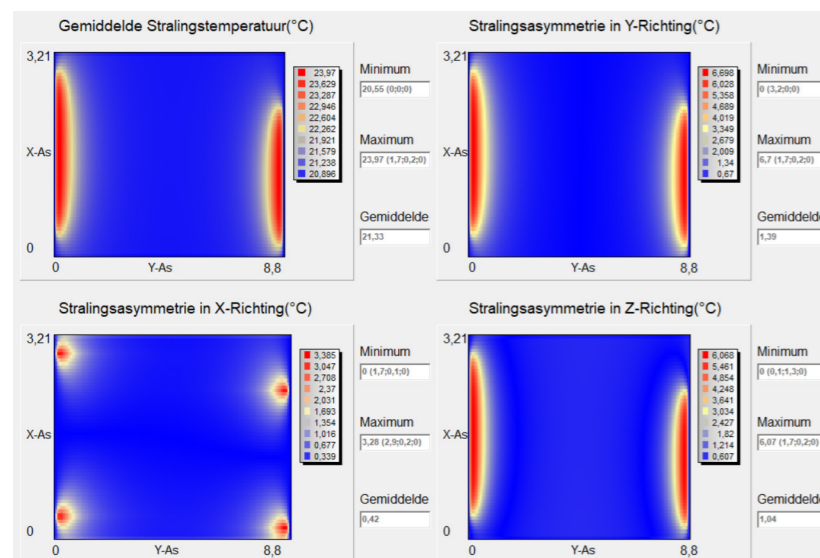 Gemiddelde Stralingstemperatuur(°C)
3,21
X-As
0
0
Y-As
8,8
23,97
23,629
23,287
22,946
22,604
22,262
21,921
21,579
21,238
20,896
Minimum
20,55 (0;0;0)
Maximum
23,97 (1,7;0,2;0)
Gemiddelde
21,33
Stralingsasymmetrie in Y-Richting(°C)
3,21
X-As
0
0
Y-As
8,8
6,698
6,028
5,358
4,689
4,019
3,349
2,679
2,009
1,34
0,67
Minimum
0 (3,2;0;0)
Maximum
6,7 (1,7;0,2;0)
Gemiddelde
1,39
Stralingsasymmetrie in X-Richting(°C)
3,21
X-As
0
0
Y-As
8,8
3,385
3,047
2,708
2,37
2,031
1,693
1,354
1,016
0,677
0,339
Minimum
0 (1,7;0,1;0)
Maximum
3,28 (2,9;0,2;0)
Gemiddelde
0,42
Stralingsasymmetrie in Z-Richting(°C)
3,21
X-As
0
0
Y-As
8,8
6,068
5,461
4,854
4,248
3,641
3,034
2,427
1,82
1,214
0,607
Minimum
0 (0,1;1,3;0)
Maximum
6,07 (1,7;0,2;0)
Gemiddelde
1,04